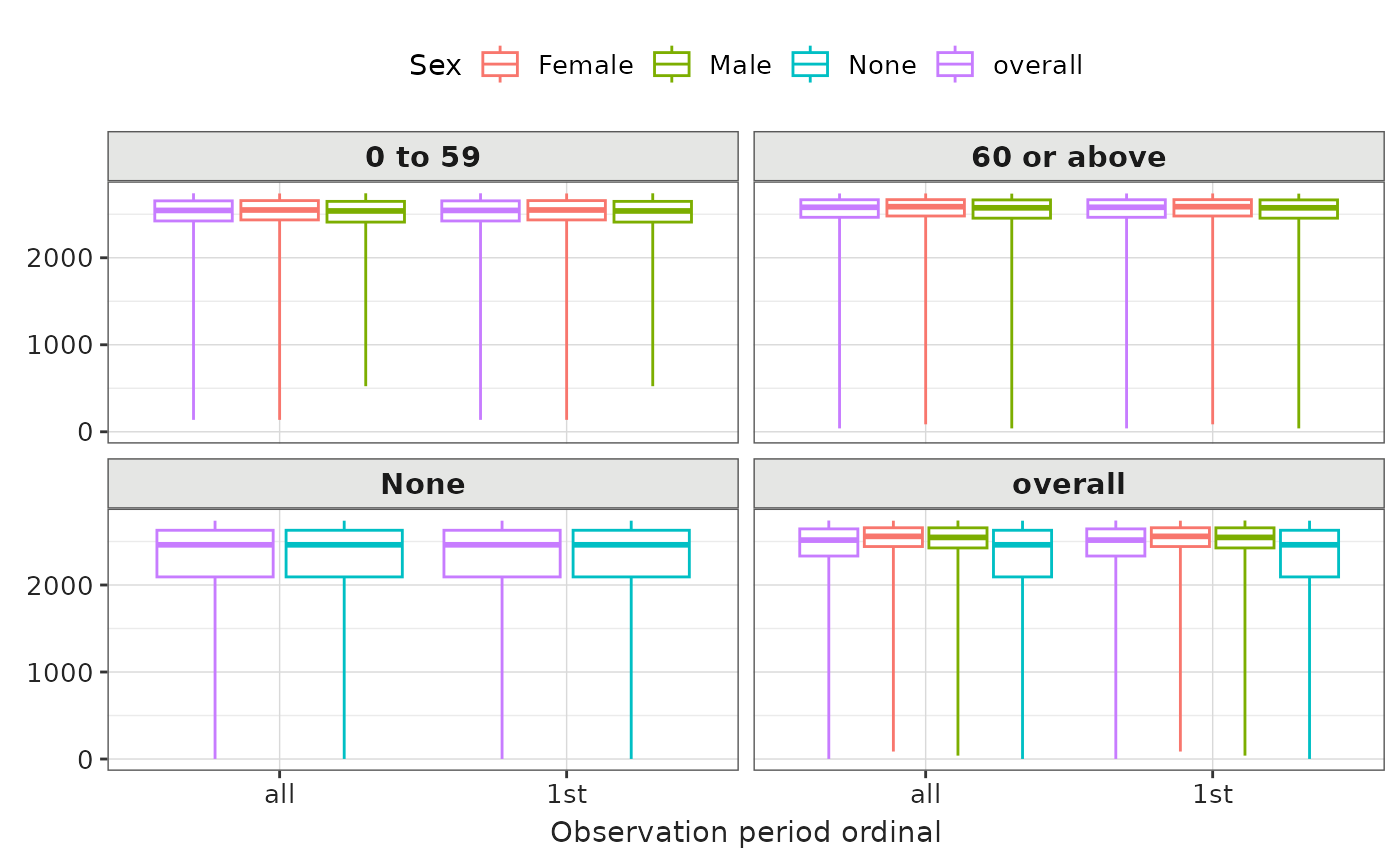 Sex Female Male None overall
0 to 59 60 or above
2000
1000
0
None overall
2000
1000
0
all 1st all 1st
Observation period ordinal